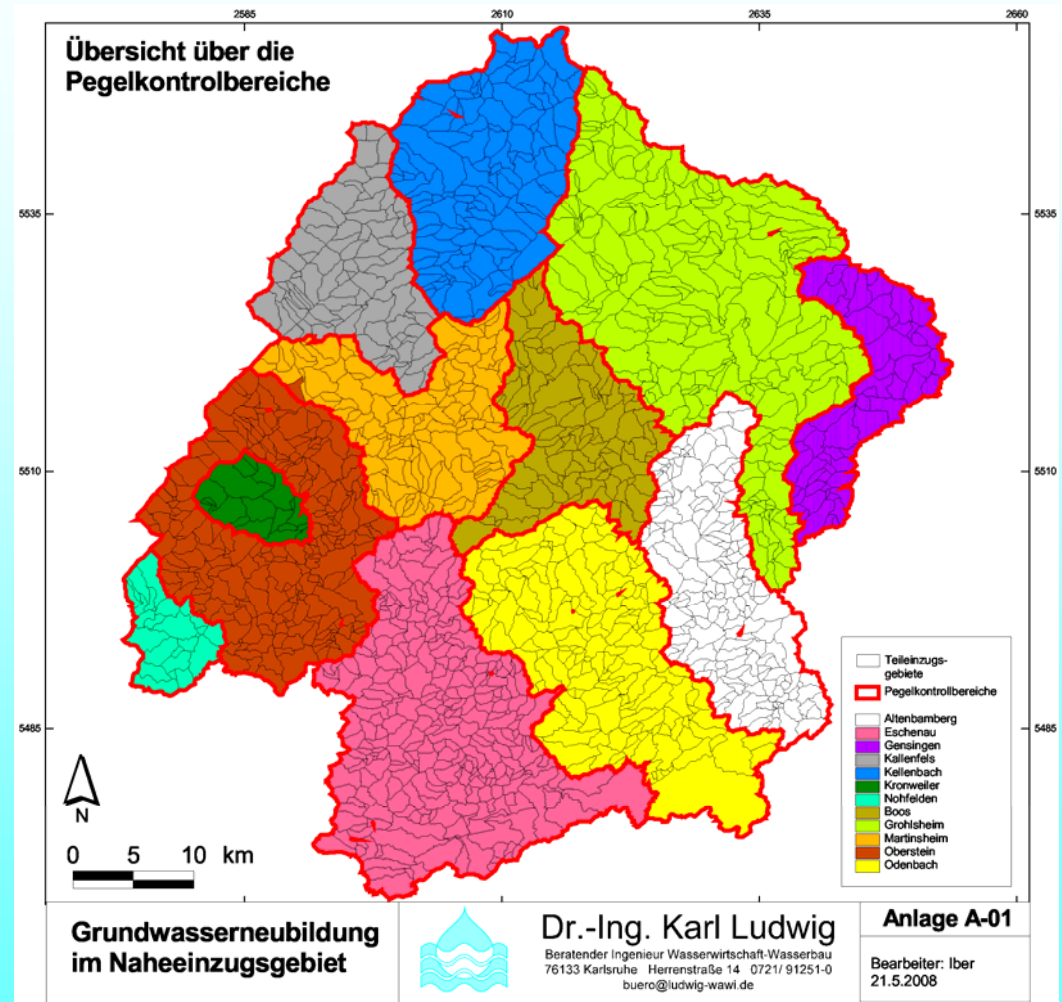 2585 2610 2635 2660
Übersicht über die
Pegelkontrolbereiche
5535 5535
5510 5510
5485 5485
Teileinzugs-
gebiete
Pegelkontrollbereiche
Altenbamberg
Eschenau
Gensingen
Kallenfels
Kellenbach
Kronweiler
Nohfelden
Boos
Grohlsheim
Martinsheim
Oberstein
Odenbach
N
0 5 10 km
Grundwasserneubildung
im Naheeinzugsgebiet
Dr.-Ing. Karl Ludwig
Beratender Ingenieur Wasserwirtschaft-Wasserbau
76133 Karlsruhe Herrenstraße 14 0721/ 91251-0
buero@ludwig-wawi.de
Anlage A-01
Bearbeiter: Iber
21.5.2008